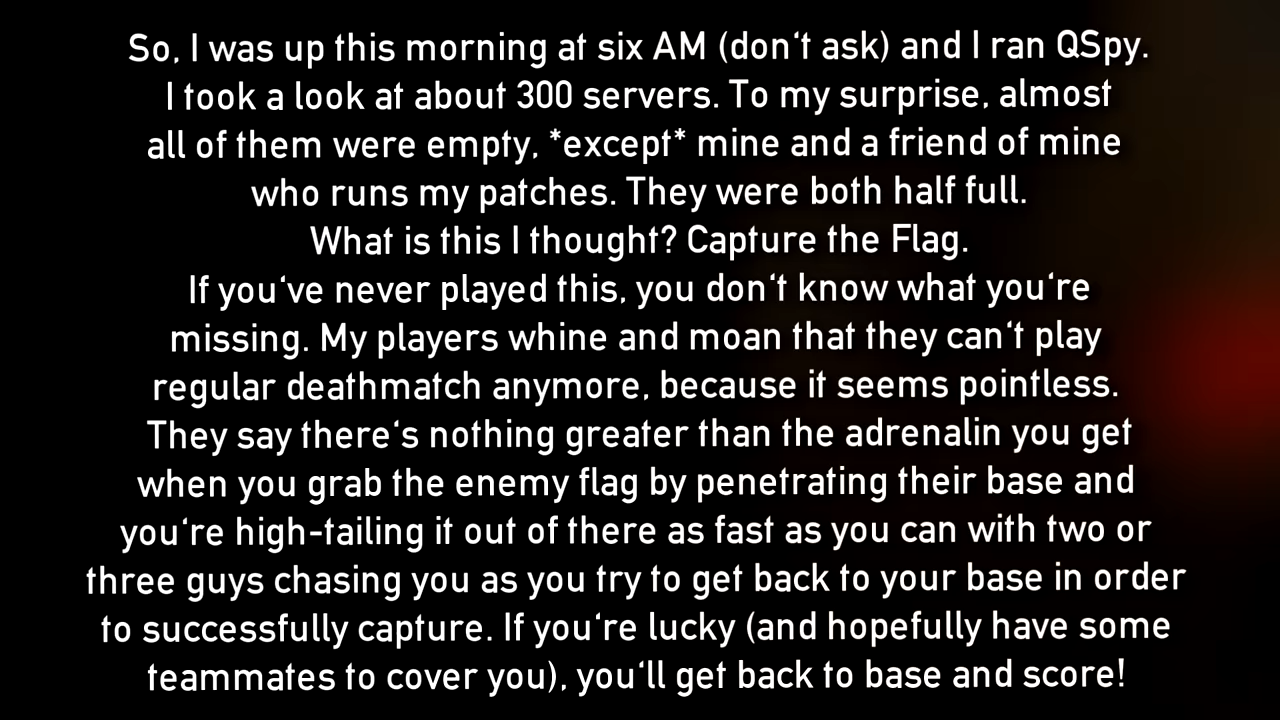 So, I was up this morning at six AM (don't ask) and I ran QSpy.
I took a look at about 300 servers. To my surprise, almost
all of them were empty, *except* mine and a friend of mine
who runs my patches. They were both half full.
What is this I thought? Capture the Flag.
If you've never played this, you don't know what you're
missing. My players whine and moan that they can't play
regular deathmatch anymore, because it seems pointless.
They say there's nothing greater than the adrenalin you get
when you grab the enemy flag by penetrating their base and
you're high-tailing it out of there as fast as you can with two or
three guys chasing you as you try to get back to your base in order
to successfully capture. If you're lucky (and hopefully have some
teammates to cover you), you'll get back to base and score!